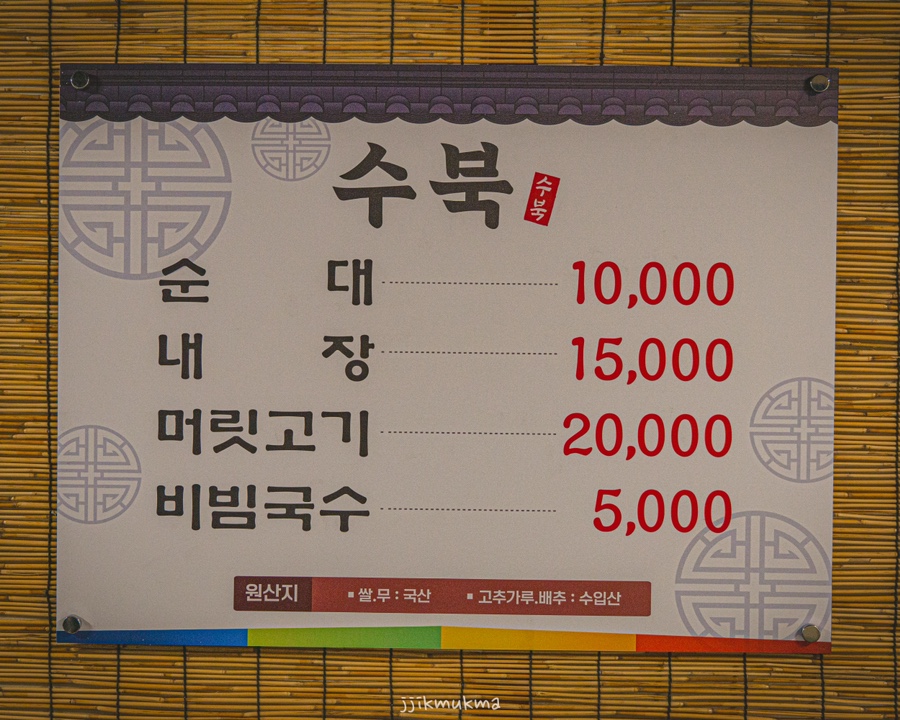 수북 수북
순 대 10,000
내 장 15,000
머릿고기 20,000
비빔국수 5,000
원산지 ▪ 쌀.무 : 국산 ▪ 고추가루.배추 : 수입산
jjikmukma